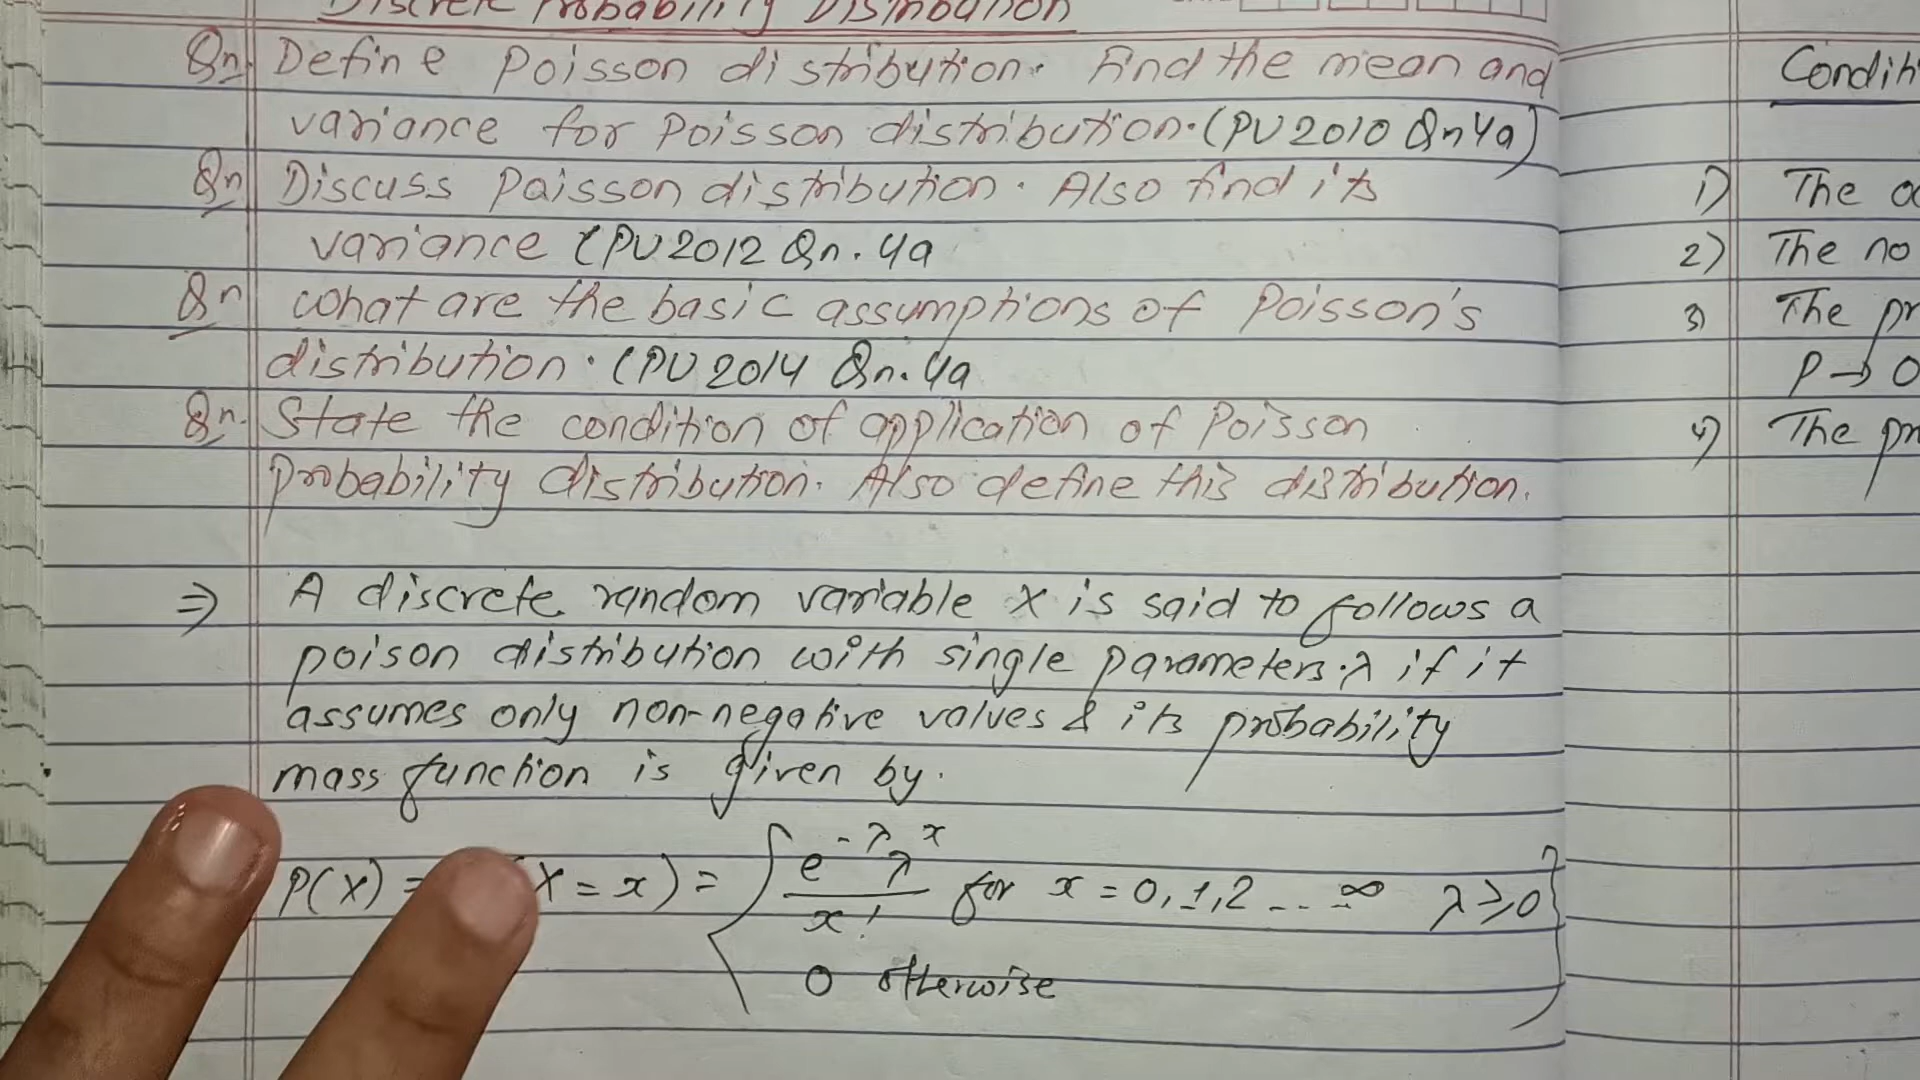 Discrete Probability Distribution
Qn. Define Poisson distribution. Find the mean and
variance for Poisson distribution. (PU 2010 Qn 4a)
Qn Discuss Paisson distribution. Also find its
variance (PU 2012 Qn. 4a
Qn what are the basic assumptions of Poisson's
distribution. (PU 2014 Qn. 4a
Qn. State the condition of application of Poisson
probability distribution. Also define this distribution.
⇒ A discrete random variable x is said to follows a
poison distribution with single parameters λ if it
assumes only non-negative values & its probability
mass function is given by.
P(X) = (X = x) = { e^-λ λ^x / x! for x = 0,1,2 ... ∞ λ ≥ 0 }
0 otherwise
1) The
2) The no
3) The
P → 0
4) The